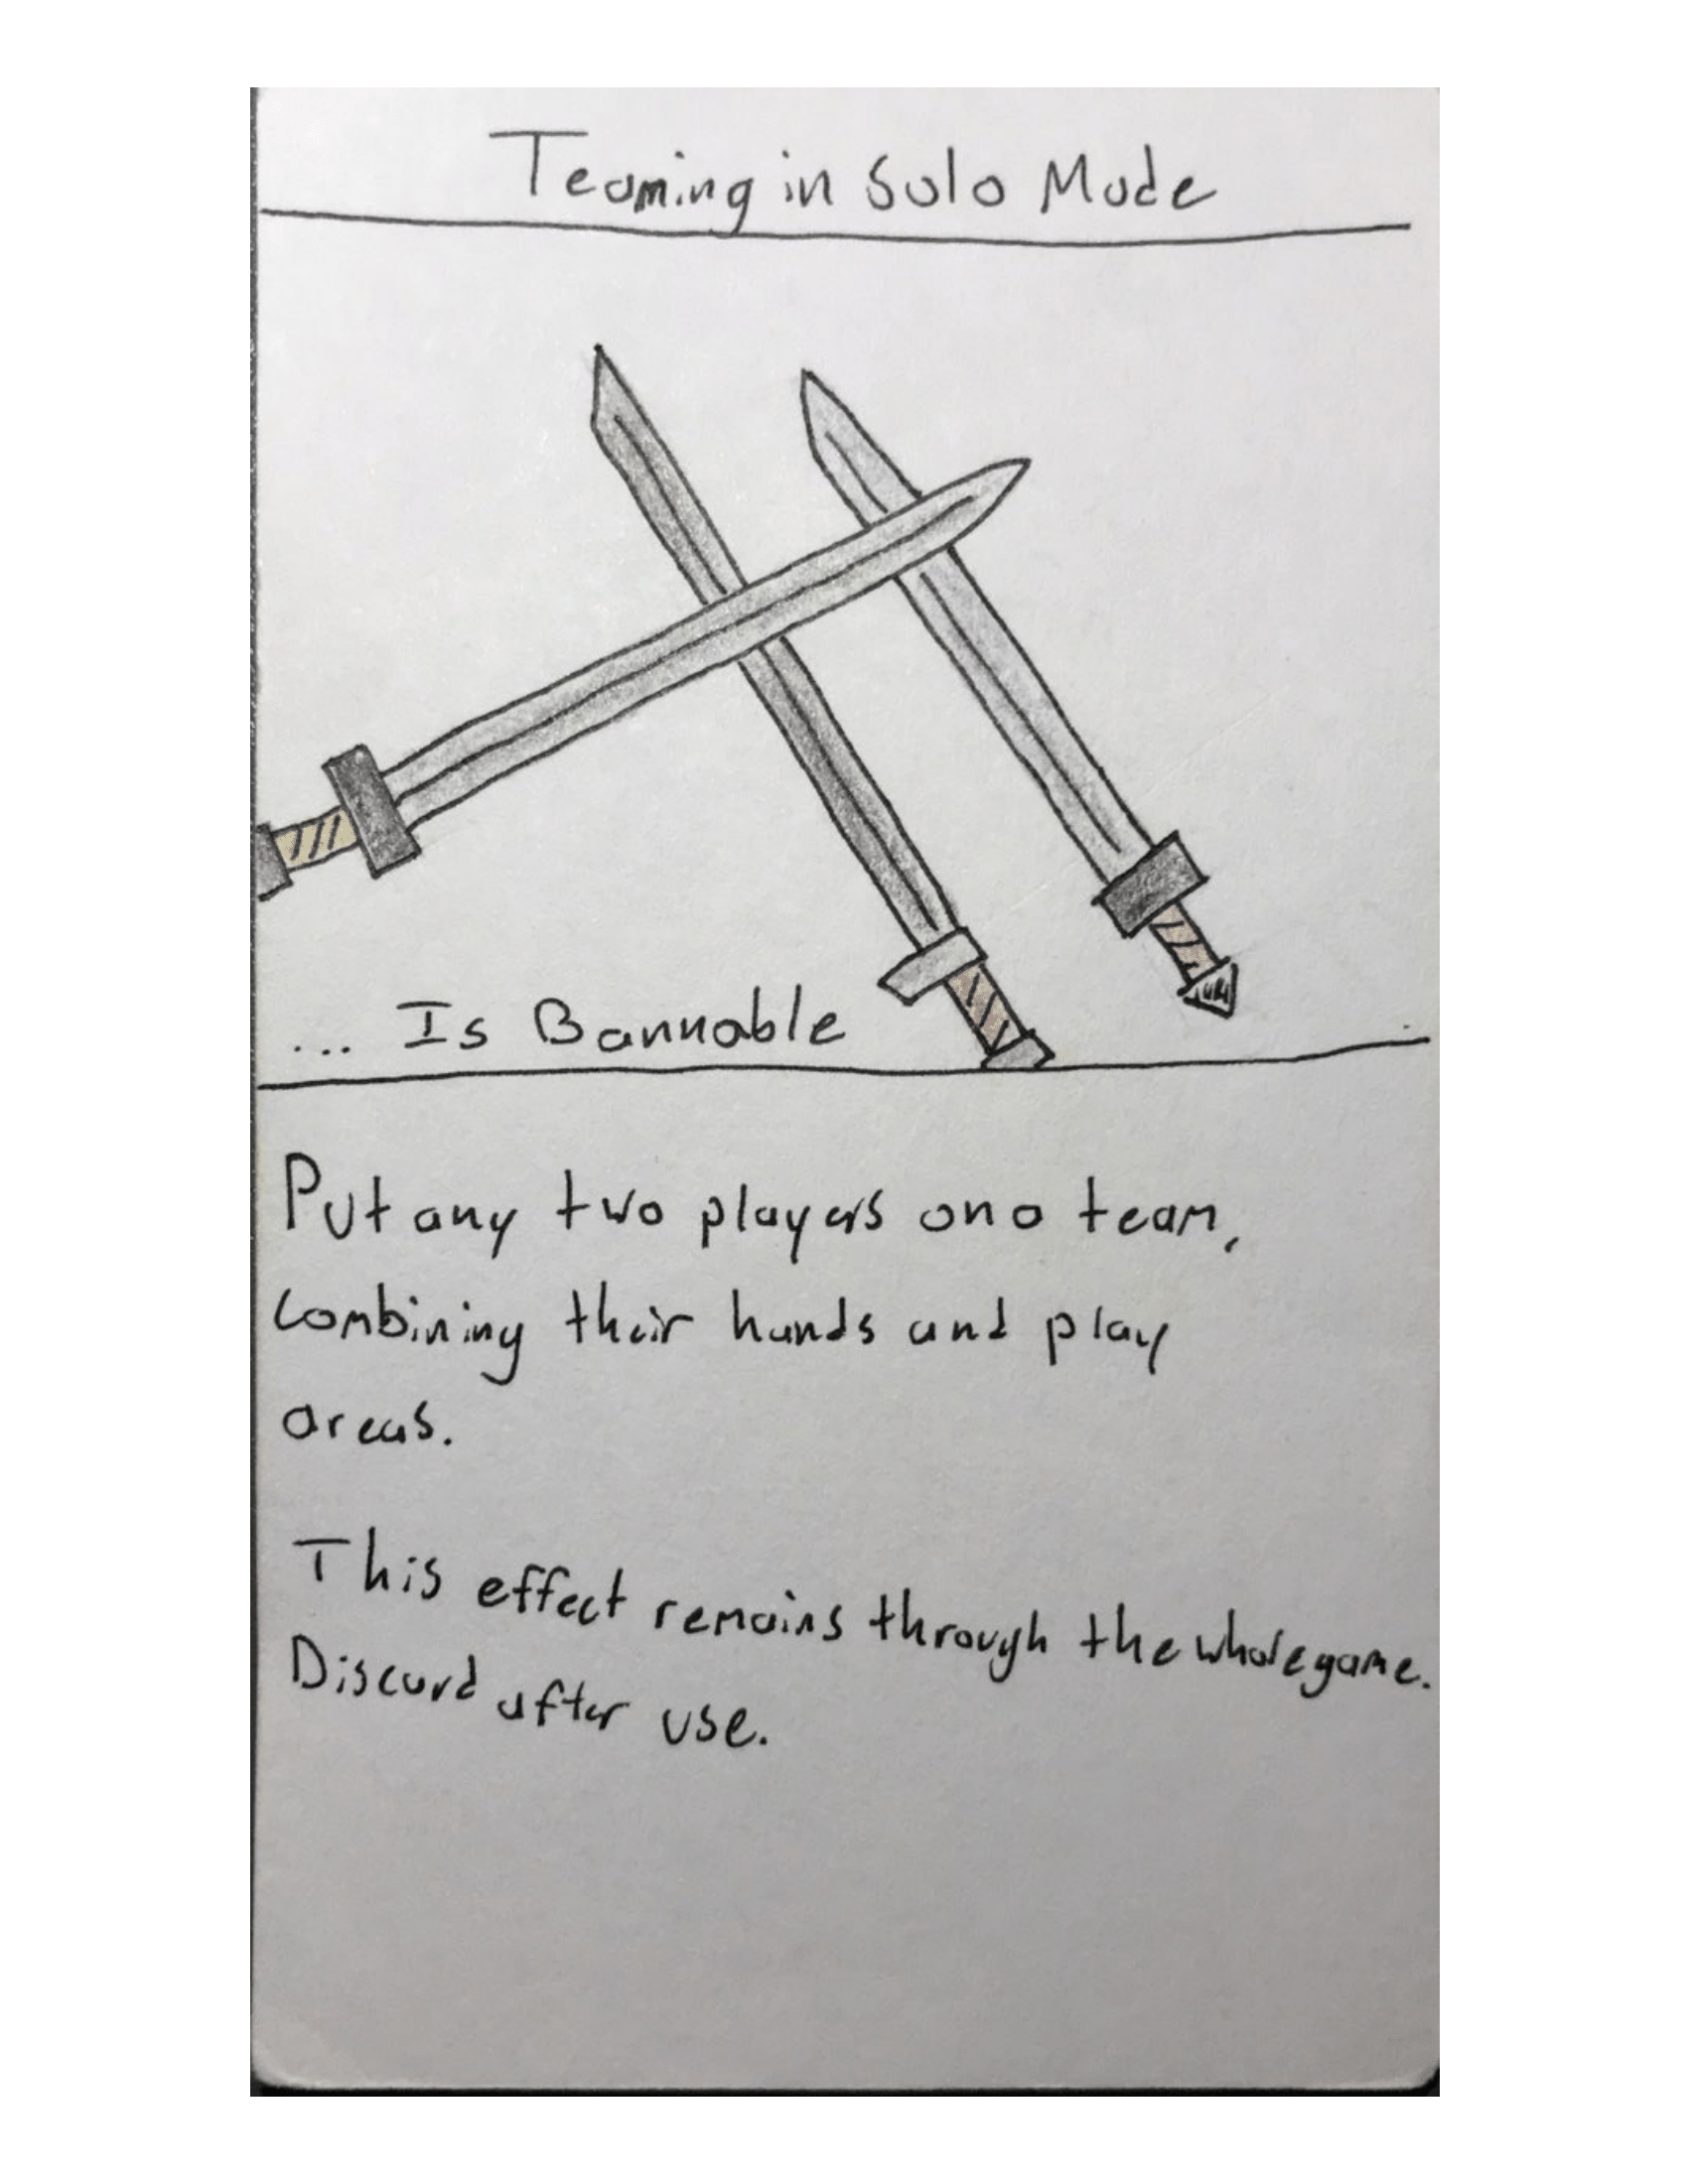 Teaming in Solo Mode
... Is Bannable
Put any two players on a team,
combining their hands and play
areas.
This effect remains through the whole game.
Discard after use.